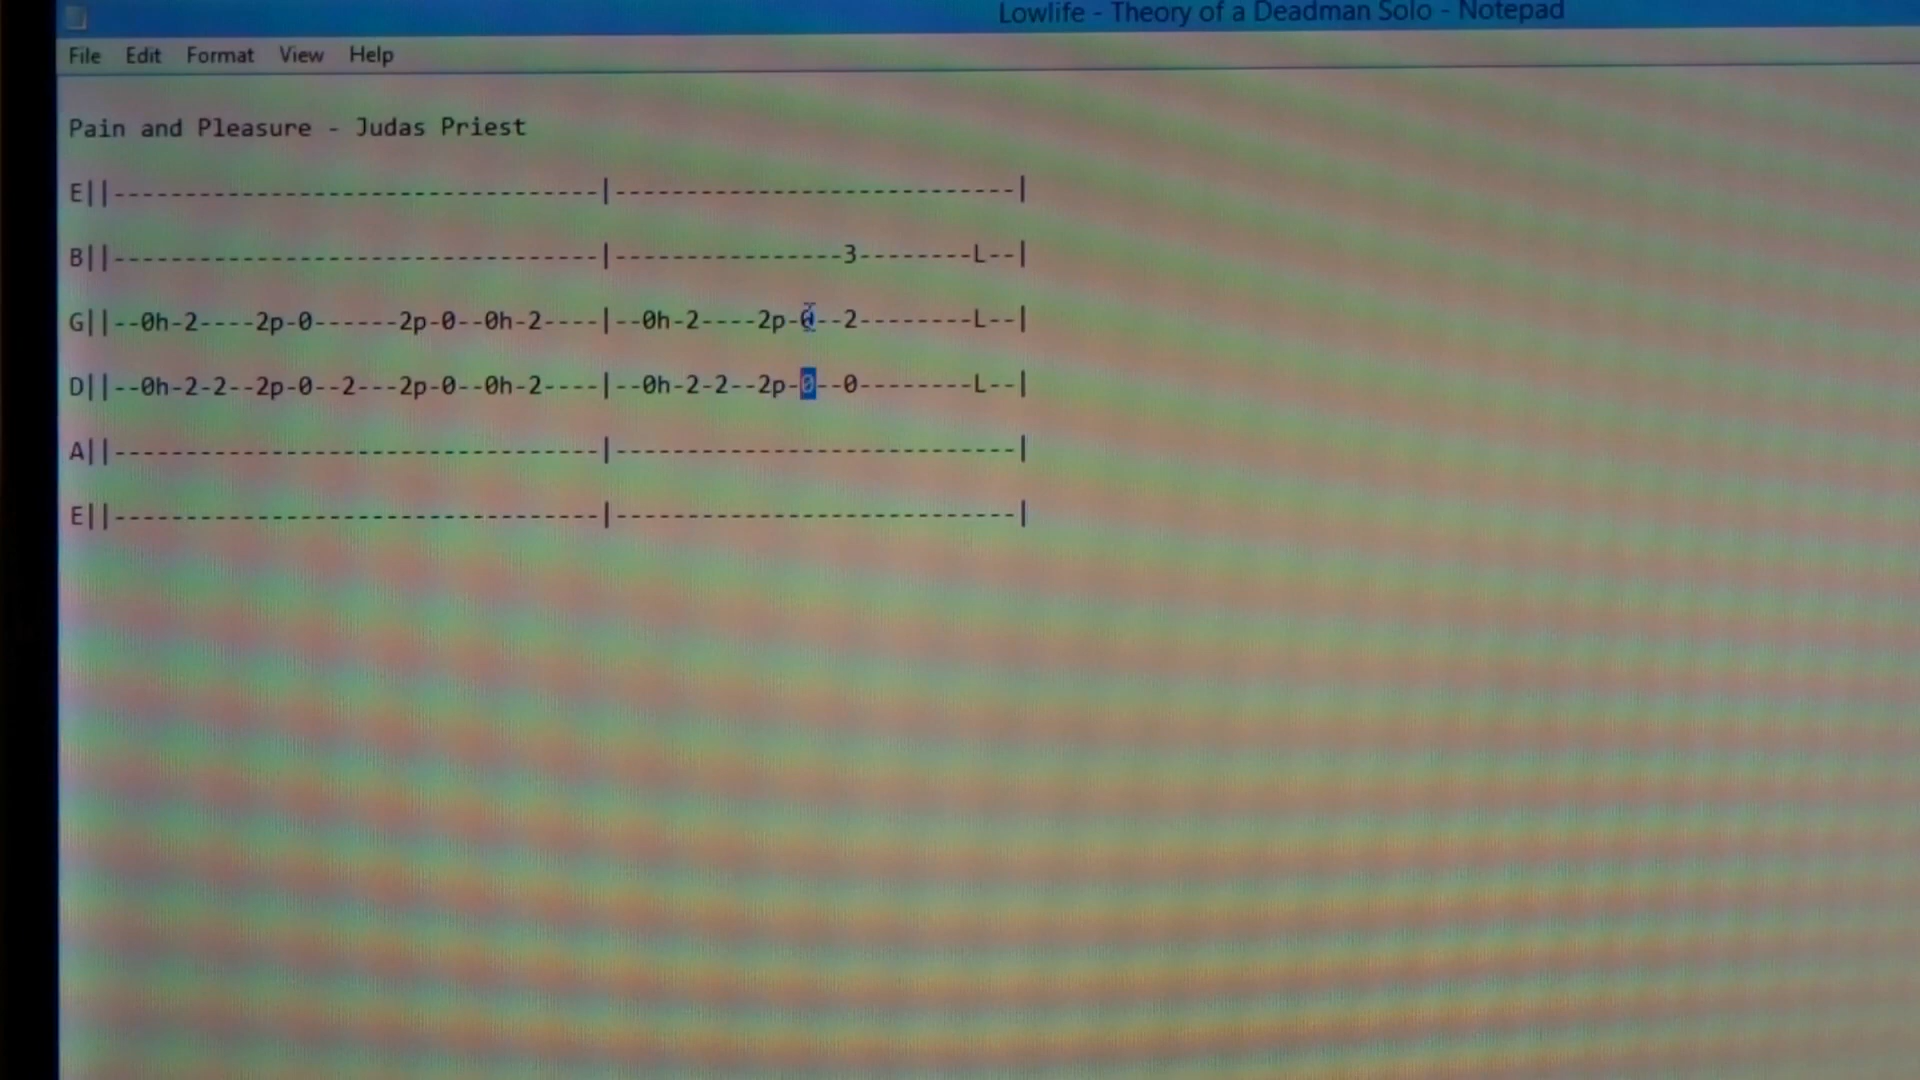 Lowlife - Theory of a Deadman Solo - Notepad
File Edit Format View Help
Pain and Pleasure - Judas Priest
E||----------------------------------|----------------------------|
B||----------------------------------|----------------3--------L--|
G||--0h-2----2p-0------2p-0--0h-2----|--0h-2----2p-0--2--------L--|
D||--0h-2-2--2p-0--2---2p-0--0h-2----|--0h-2-2--2p-0--0--------L--|
A||----------------------------------|----------------------------|
E||----------------------------------|----------------------------|